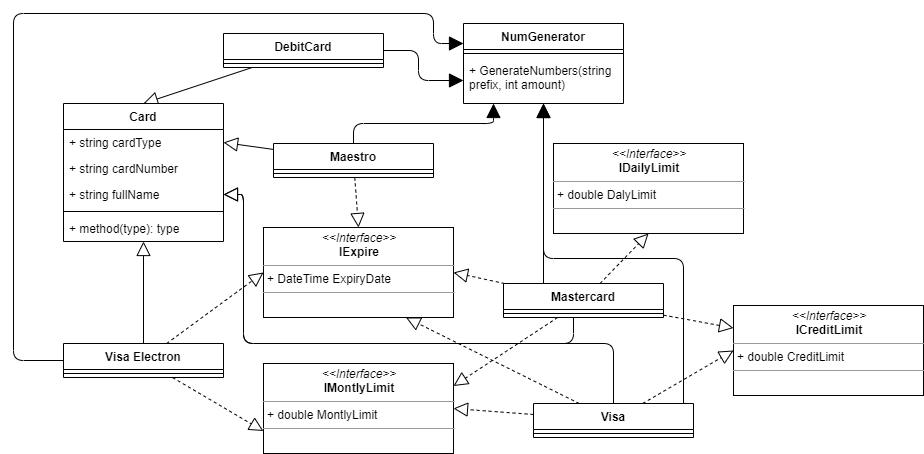 DebitCard
NumGenerator
+ GenerateNumbers(string
prefix, int amount)
Card
+ string cardType
+ string cardNumber
+ string fullName
+ method(type): type
Maestro
<<Interface>>
IDailyLimit
+ double DalyLimit
<<Interface>>
IExpire
+ DateTime ExpiryDate
Mastercard
<<Interface>>
ICreditLimit
+ double CreditLimit
Visa Electron
<<Interface>>
IMontlyLimit
+ double MontlyLimit
Visa